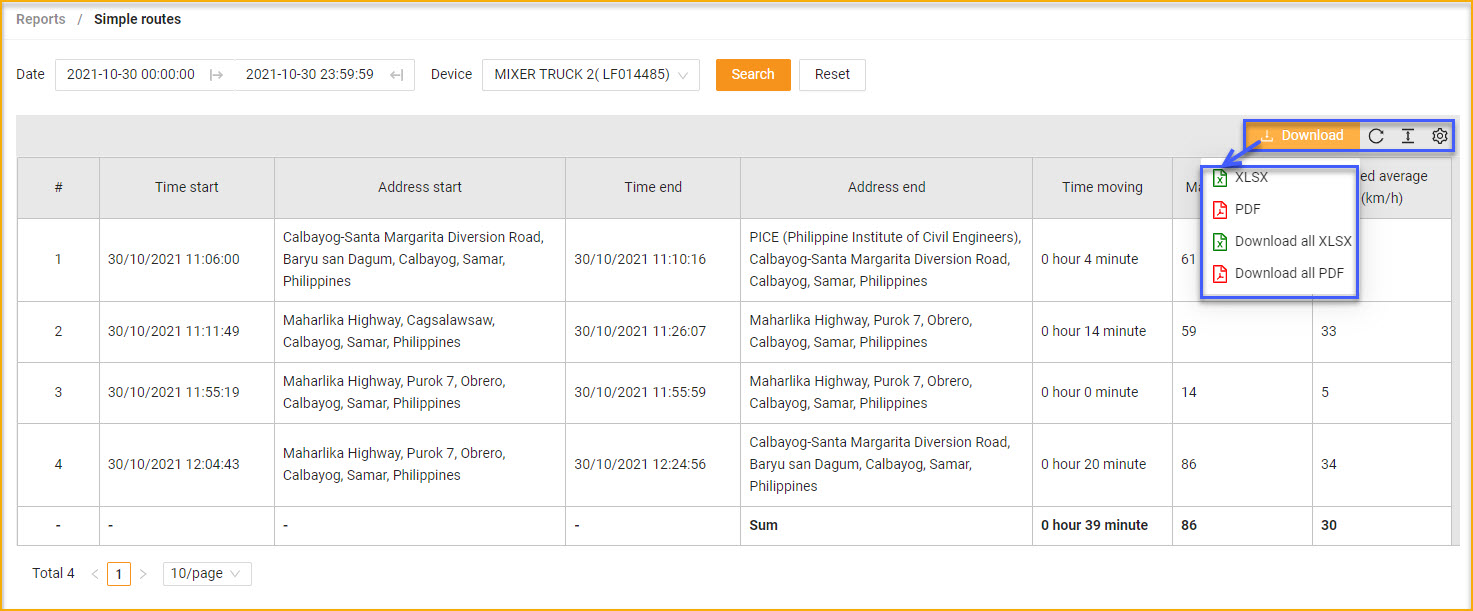 Reports / Simple routes
Date 2021-10-30 00:00:00 2021-10-30 23:59:59 Device MIXER TRUCK 2( LF014485) Search Reset
Download
XLSX
PDF
Download all XLSX
Download all PDF
# Time start Address start Time end Address end Time moving
ed average
(km/h)
1 30/10/2021 11:06:00
Calbayog-Santa Margarita Diversion Road,
Baryu san Dagum, Calbayog, Samar,
Philippines
30/10/2021 11:10:16
PICE (Philippine Institute of Civil Engineers),
Calbayog-Santa Margarita Diversion Road,
Calbayog, Samar, Philippines
0 hour 4 minute 61
2 30/10/2021 11:11:49
Maharlika Highway, Cagsalawsaw,
Calbayog, Samar, Philippines
30/10/2021 11:26:07
Maharlika Highway, Purok 7, Obrero,
Calbayog, Samar, Philippines
0 hour 14 minute 59 33
3 30/10/2021 11:55:19
Maharlika Highway, Purok 7, Obrero,
Calbayog, Samar, Philippines
30/10/2021 11:55:59
Maharlika Highway, Purok 7, Obrero,
Calbayog, Samar, Philippines
0 hour 0 minute 14 5
4 30/10/2021 12:04:43
Maharlika Highway, Purok 7, Obrero,
Calbayog, Samar, Philippines
30/10/2021 12:24:56
Calbayog-Santa Margarita Diversion Road,
Baryu san Dagum, Calbayog, Samar,
Philippines
0 hour 20 minute 86 34
- - - - Sum 0 hour 39 minute 86 30
Total 4 < 1 > 10/page